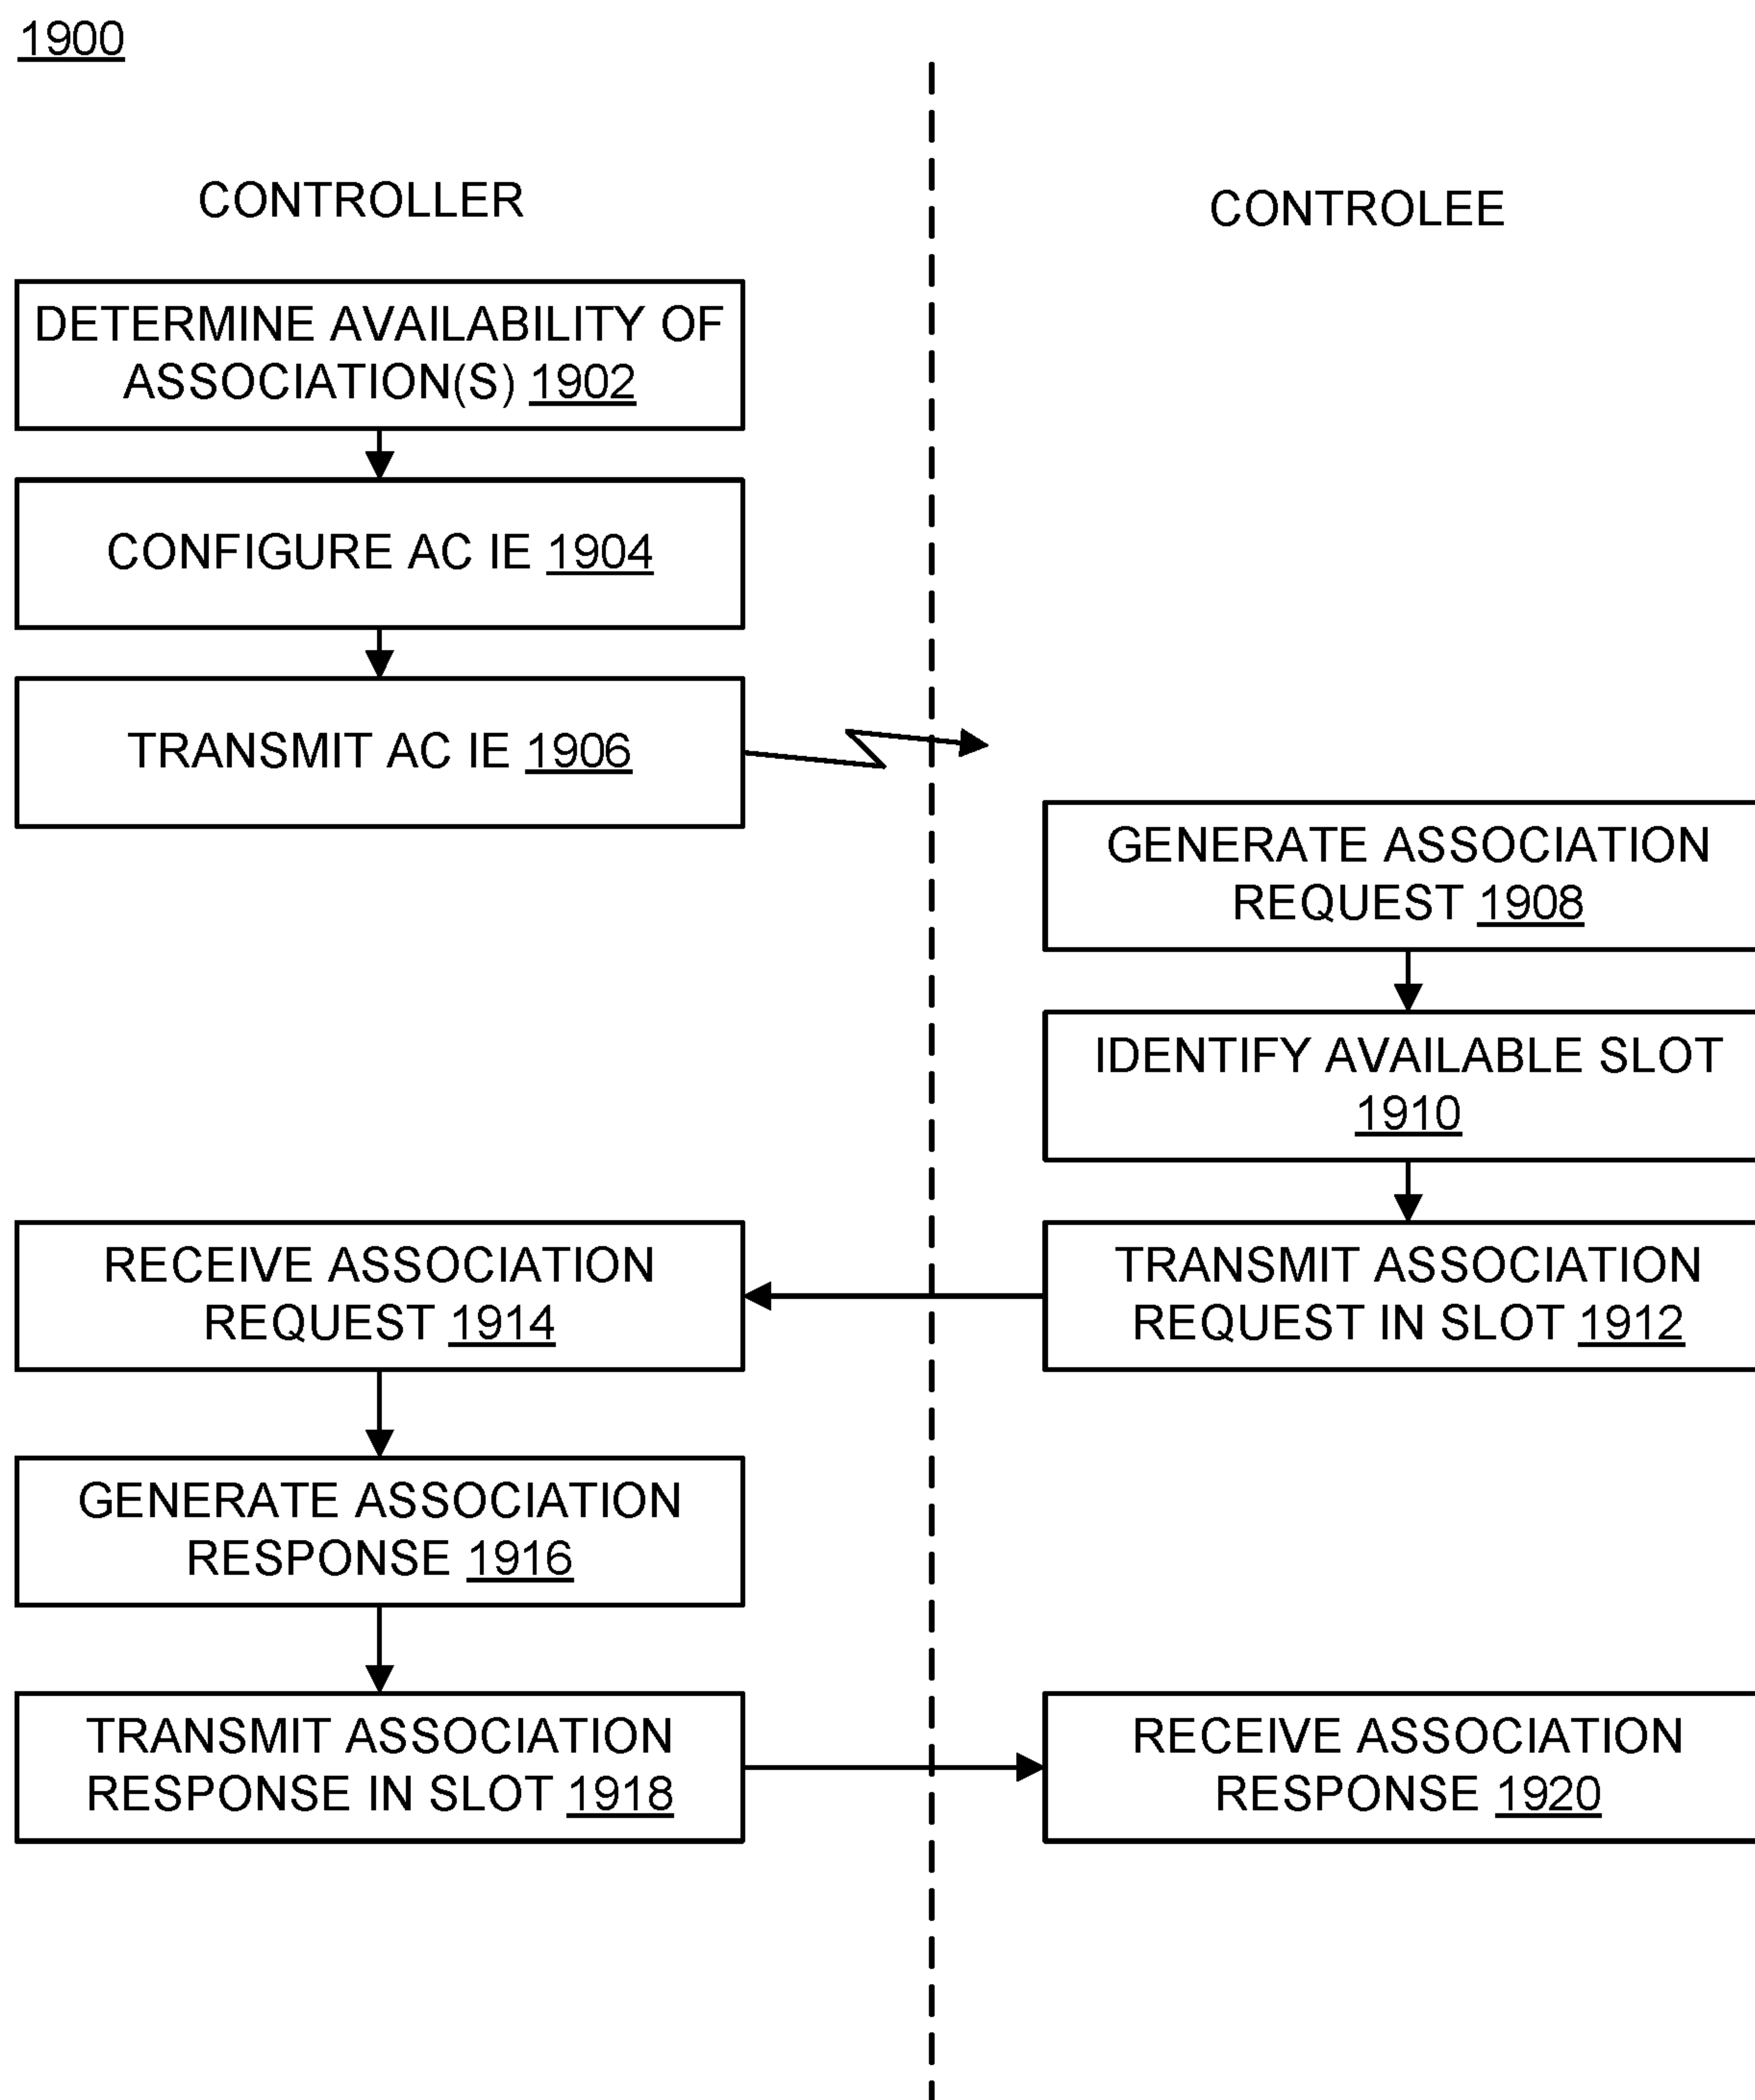 1900
CONTROLLER
CONTROLEE
DETERMINE AVAILABILITY OF
ASSOCIATION(S) 1902
CONFIGURE AC IE 1904
TRANSMIT AC IE 1906
GENERATE ASSOCIATION
REQUEST 1908
IDENTIFY AVAILABLE SLOT
1910
TRANSMIT ASSOCIATION
REQUEST IN SLOT 1912
RECEIVE ASSOCIATION
REQUEST 1914
GENERATE ASSOCIATION
RESPONSE 1916
TRANSMIT ASSOCIATION
RESPONSE IN SLOT 1918
RECEIVE ASSOCIATION
RESPONSE 1920